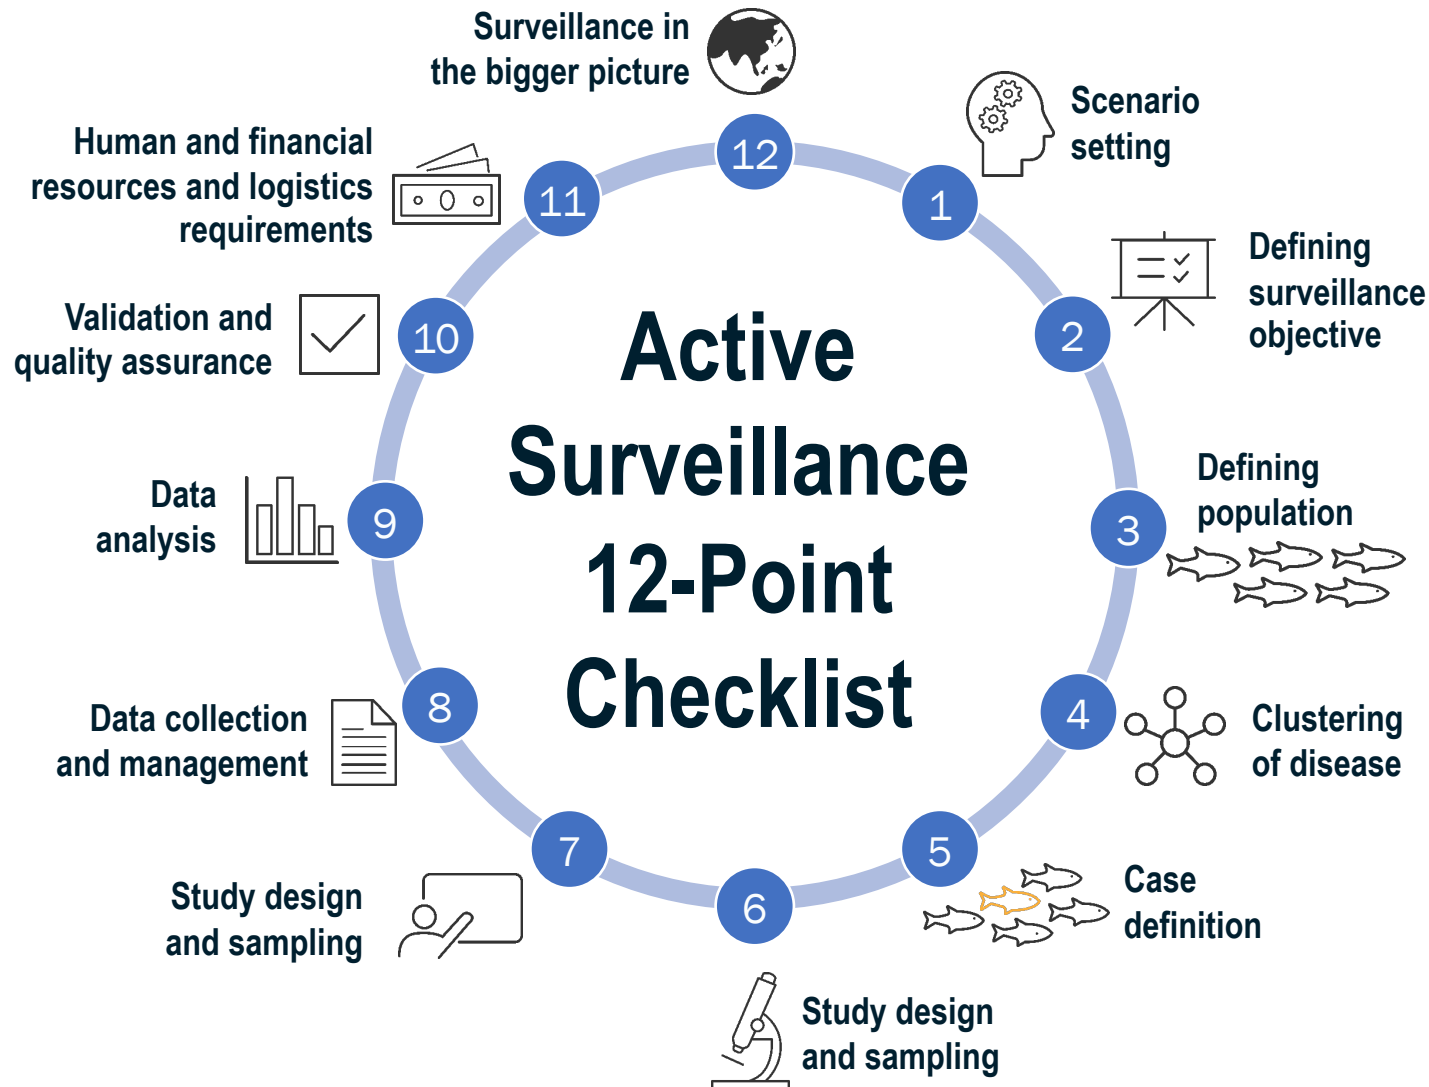 Active
Surveillance
12-Point
Checklist
1
Scenario
setting
2
Defining
surveillance
objective
3
Defining
population
4
Clustering
of disease
5
Case
definition
6
Study design
and sampling
7
Study design
and sampling
8
Data collection
and management
9
Data
analysis
10
Validation and
quality assurance
11
Human and financial
resources and logistics
requirements
12
Surveillance in
the bigger picture